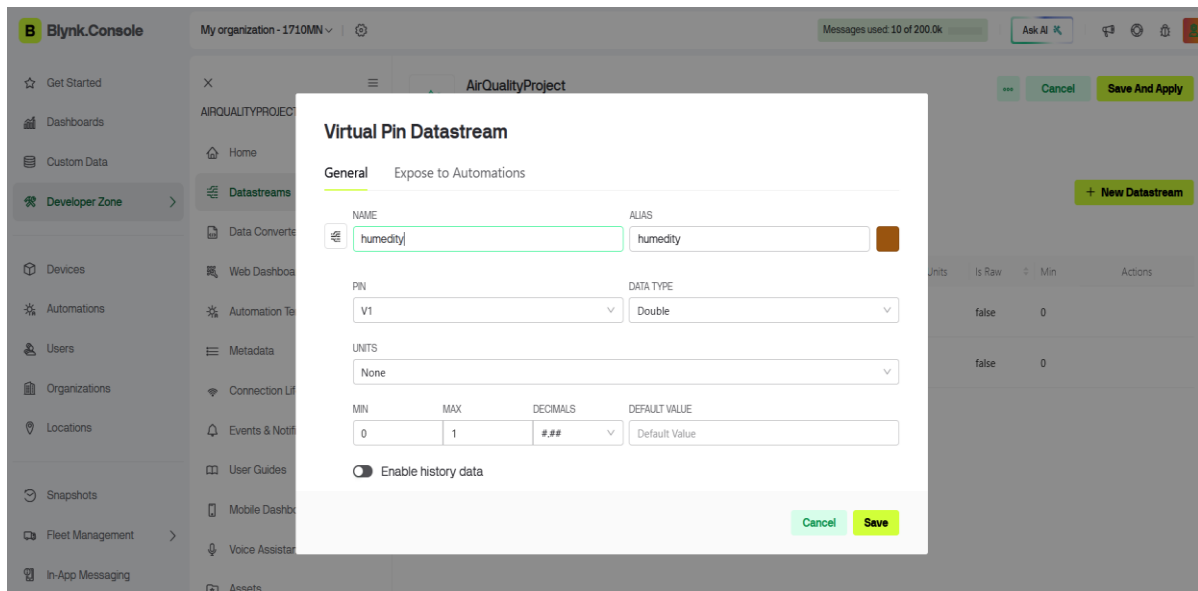 B Blynk.Console
My organization - 1710MN
Messages used: 10 of 200.0k
Ask AI
Get Started
Dashboards
Custom Data
Developer Zone
Devices
Automations
Users
Organizations
Locations
Snapshots
Fleet Management
In-App Messaging
AIRQUALITYPROJECT
Home
Datastreams
Data Converte
Web Dashboa
Automation Te
Metadata
Connection Lif
Events & Notifi
User Guides
Mobile Dashbo
Voice Assistan
Assets
AirQualityProject
Cancel
Save And Apply
+ New Datastream
Units Is Raw Min Actions
false 0
false 0
Virtual Pin Datastream
General Expose to Automations
NAME ALIAS
humedity humedity
PIN DATA TYPE
V1 Double
UNITS
None
MIN MAX DECIMALS DEFAULT VALUE
0 1 #.## Default Value
Enable history data
Cancel Save